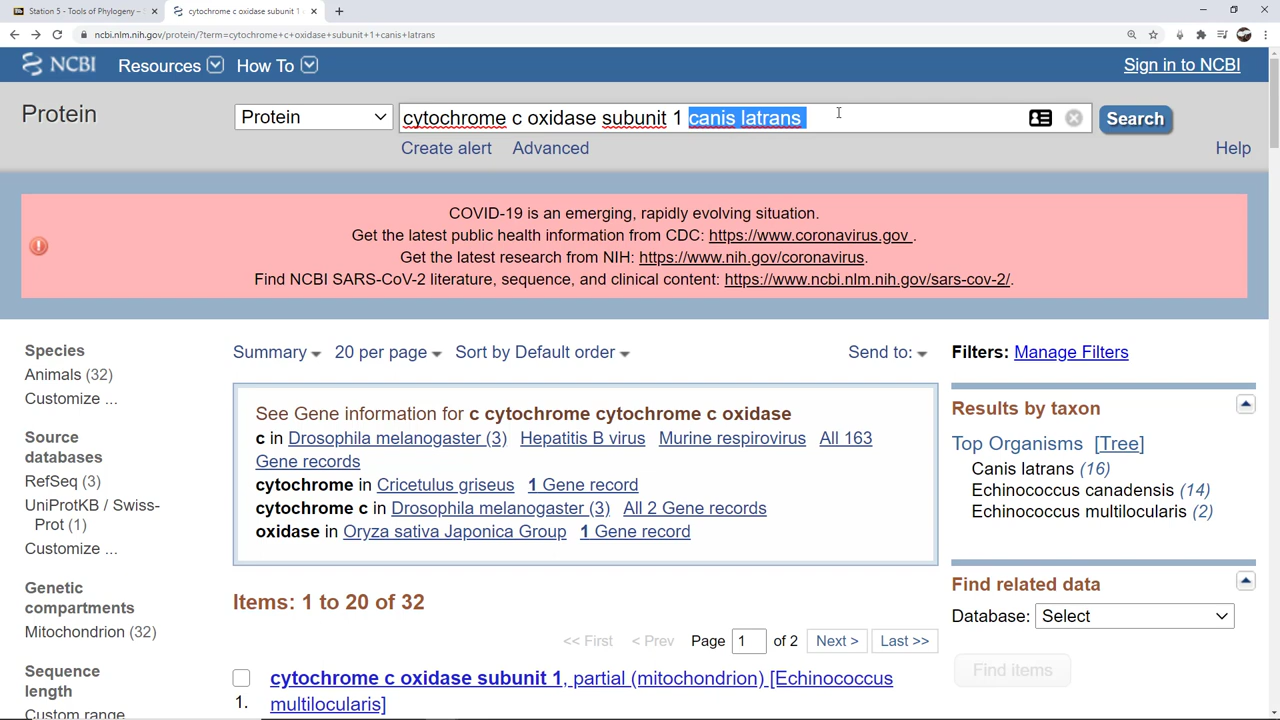 Station 5 - Tools of Phylogeny -
cytochrome c oxidase subunit 1
ncbi.nlm.nih.gov/protein/?term=cytochrome+c+oxidase+subunit+1+canis+latrans
NCBI Resources How To Sign in to NCBI
Protein Protein cytochrome c oxidase subunit 1 canis latrans Search
Create alert Advanced Help
COVID-19 is an emerging, rapidly evolving situation.
Get the latest public health information from CDC: https://www.coronavirus.gov .
Get the latest research from NIH: https://www.nih.gov/coronavirus.
Find NCBI SARS-CoV-2 literature, sequence, and clinical content: https://www.ncbi.nlm.nih.gov/sars-cov-2/.
Species
Animals (32)
Customize ...
Source
databases
RefSeq (3)
UniProtKB / Swiss-
Prot (1)
Customize ...
Genetic
compartments
Mitochondrion (32)
Sequence
length
Custom range
Summary 20 per page Sort by Default order Send to:
See Gene information for c cytochrome cytochrome c oxidase
c in Drosophila melanogaster (3) Hepatitis B virus Murine respirovirus All 163
Gene records
cytochrome in Cricetulus griseus 1 Gene record
cytochrome c in Drosophila melanogaster (3) All 2 Gene records
oxidase in Oryza sativa Japonica Group 1 Gene record
Items: 1 to 20 of 32
<< First < Prev Page 1 of 2 Next > Last >>
cytochrome c oxidase subunit 1, partial (mitochondrion) [Echinococcus
1. multilocularis]
Filters: Manage Filters
Results by taxon
Top Organisms [Tree]
Canis latrans (16)
Echinococcus canadensis (14)
Echinococcus multilocularis (2)
Find related data
Database: Select
Find items